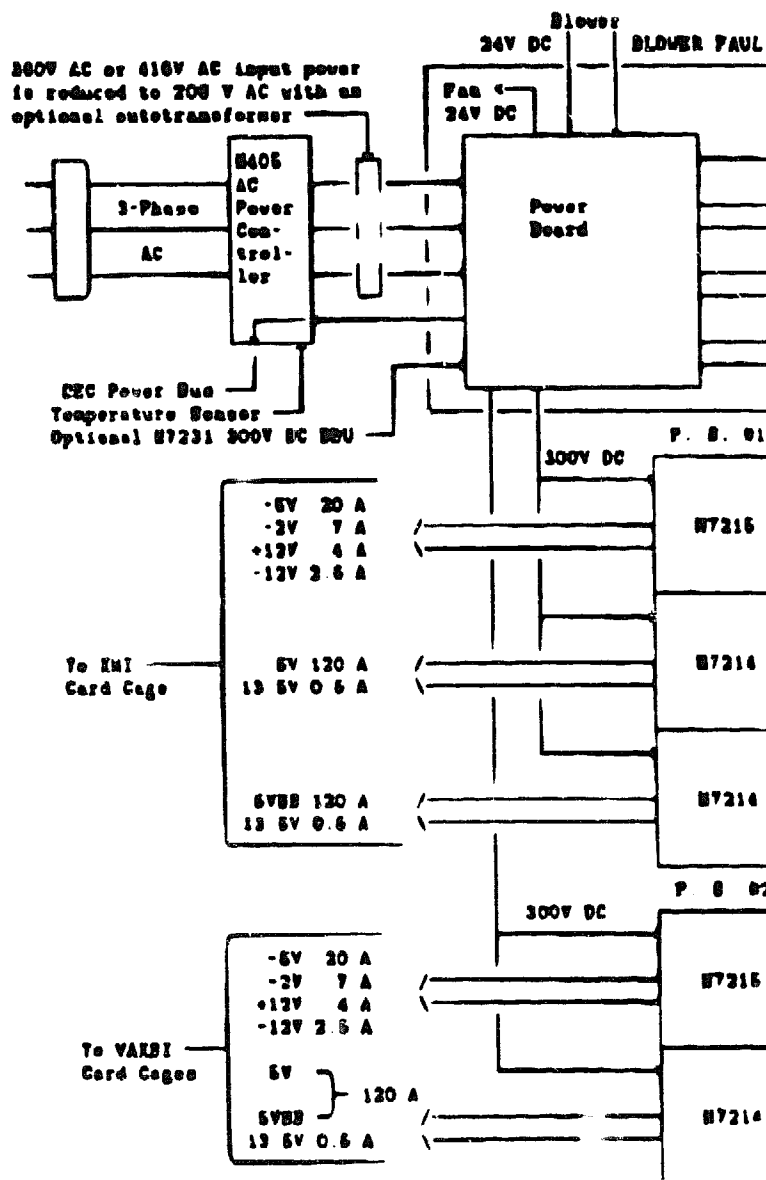 Blower
24V DC
BLOWER FAUL
380V AC or 416V AC input power
is reduced to 208 V AC with an
optional autotransformer
Fan
24V DC
H405
AC
Power
Con-
trol-
ler
3-Phase
AC
Power
Board
DEC Power Bus
Temperature Sensor
Optional H7231 300V DC BBU
P. S. #1
300V DC
-5V 20 A
-2V 7 A
+12V 4 A
-12V 2.5 A
H7215
To XMI
Card Cage
5V 120 A
13.5V 0.5 A
H7214
5VBB 120 A
13.5V 0.5 A
H7214
P. S. #2
300V DC
-5V 20 A
-2V 7 A
+12V 4 A
-12V 2.5 A
H7215
To VAXBI
Card Cages
5V
120 A
5VBB
13.5V 0.5 A
H7214